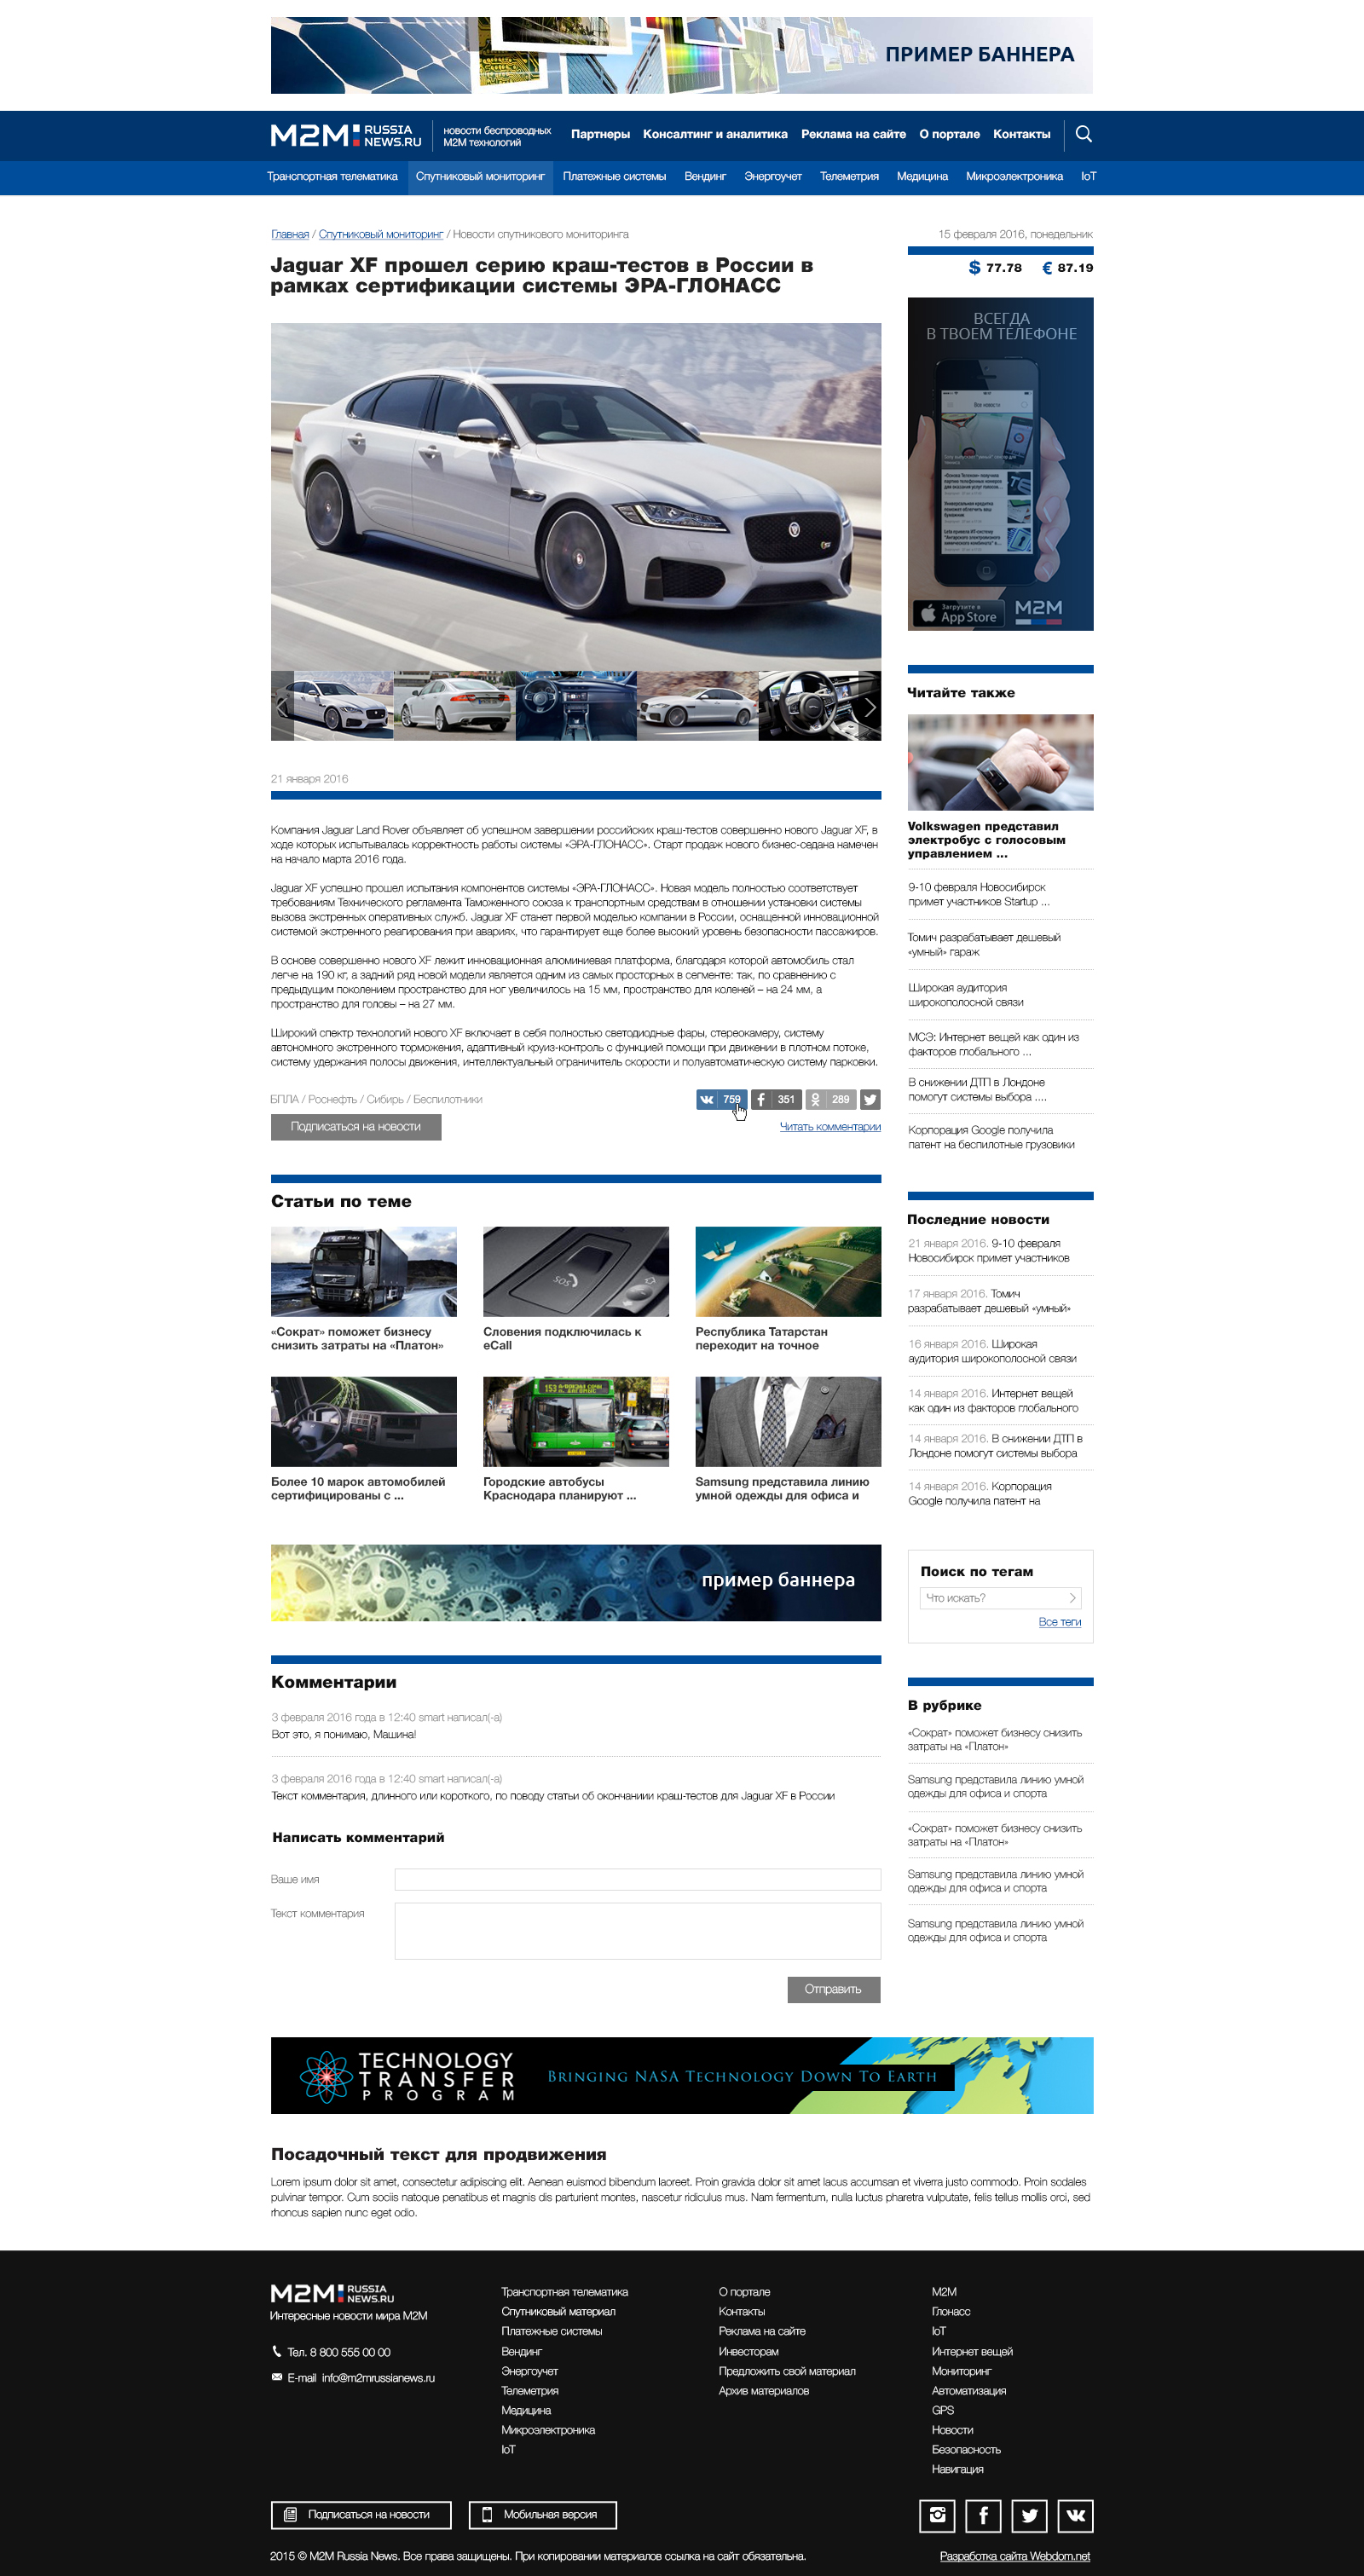 ПРИМЕР БАННЕРА
M2M RUSSIA NEWS.RU
новости беспроводных
M2M технологий
Партнеры Консалтинг и аналитика Реклама на сайте О портале Контакты
Транспортная телематика Спутниковый мониторинг Платежные системы Вендинг Энергоучет Телеметрия Медицина Микроэлектроника IoT
Главная / Спутниковый мониторинг / Новости спутникового мониторинга
Jaguar XF прошел серию краш-тестов в России в
рамках сертификации системы ЭРА-ГЛОНАСС
21 января 2016
Компания Jaguar Land Rover объявляет об успешном завершении российских краш-тестов совершенно нового Jaguar XF, в
ходе которых испытывалась корректность работы системы «ЭРА-ГЛОНАСС». Старт продаж нового бизнес-седана намечен
на начало марта 2016 года.
Jaguar XF успешно прошел испытания компонентов системы «ЭРА-ГЛОНАСС». Новая модель полностью соответствует
требованиям Технического регламента Таможенного союза к транспортным средствам в отношении установки системы
вызова экстренных оперативных служб. Jaguar XF станет первой моделью компании в России, оснащенной инновационной
системой экстренного реагирования при авариях, что гарантирует еще более высокий уровень безопасности пассажиров.
В основе совершенно нового XF лежит инновационная алюминиевая платформа, благодаря которой автомобиль стал
легче на 190 кг, а задний ряд новой модели является одним из самых просторных в сегменте: так, по сравнению с
предыдущим поколением пространство для ног увеличилось на 15 мм, пространство для коленей – на 24 мм, а
пространство для головы – на 27 мм.
Широкий спектр технологий нового XF включает в себя полностью светодиодные фары, стереокамеру, систему
автономного экстренного торможения, адаптивный круиз-контроль с функцией помощи при движении в плотном потоке,
систему удержания полосы движения, интеллектуальный ограничитель скорости и полуавтоматическую систему парковки.
БПЛА / Роснефть / Сибирь / Беспилотники
759 351 289
Подписаться на новости
Читать комментарии
Статьи по теме
SOS
«Сократ» поможет бизнесу
снизить затраты на «Платон»
Словения подключилась к
eCall
Республика Татарстан
переходит на точное
Более 10 марок автомобилей
сертифицированы с ...
Городские автобусы
Краснодара планируют ...
Samsung представила линию
умной одежды для офиса и
пример баннера
Комментарии
3 февраля 2016 года в 12:40 smart написал(-а)
Вот это, я понимаю, Машина!
3 февраля 2016 года в 12:40 smart написал(-а)
Текст комментария, длинного или короткого, по поводу статьи об окончаниии краш-тестов для Jaguar XF в России
Написать комментарий
Ваше имя
Текст комментария
Отправить
15 февраля 2016, понедельник
$ 77.78 € 87.19
ВСЕГДА
В ТВОЕМ ТЕЛЕФОНЕ
Загрузите в
App Store
M2M
Читайте также
Volkswagen представил
электробус с голосовым
управлением ...
9-10 февраля Новосибирск
примет участников Startup ...
Томич разрабатывает дешевый
«умный» гараж
Широкая аудитория
широкополосной связи
МСЭ: Интернет вещей как один из
факторов глобального ...
В снижении ДТП в Лондоне
помогут системы выбора ....
Корпорация Google получила
патент на беспилотные грузовики
Последние новости
21 января 2016. 9-10 февраля
Новосибирск примет участников
17 января 2016. Томич
разрабатывает дешевый «умный»
16 января 2016. Широкая
аудитория широкополосной связи
14 января 2016. Интернет вещей
как один из факторов глобального
14 января 2016. В снижении ДТП в
Лондоне помогут системы выбора
14 января 2016. Корпорация
Google получила патент на
Поиск по тегам
Что искать?
Все теги
В рубрике
«Сократ» поможет бизнесу снизить
затраты на «Платон»
Samsung представила линию умной
одежды для офиса и спорта
«Сократ» поможет бизнесу снизить
затраты на «Платон»
Samsung представила линию умной
одежды для офиса и спорта
Samsung представила линию умной
одежды для офиса и спорта
TECHNOLOGY
TRANSFER
PROGRAM
BRINGING NASA TECHNOLOGY DOWN TO EARTH
Посадочный текст для продвижения
Lorem ipsum dolor sit amet, consectetur adipiscing elit. Aenean euismod bibendum laoreet. Proin gravida dolor sit amet lacus accumsan et viverra justo commodo. Proin sodales
pulvinar tempor. Cum sociis natoque penatibus et magnis dis parturient montes, nascetur ridiculus mus. Nam fermentum, nulla luctus pharetra vulputate, felis tellus mollis orci, sed
rhoncus sapien nunc eget odio.
M2M RUSSIA NEWS.RU
Интересные новости мира M2M
Тел. 8 800 555 00 00
E-mail info@m2mrussianews.ru
Транспортная телематика
Спутниковый материал
Платежные системы
Вендинг
Энергоучет
Телеметрия
Медицина
Микроэлектроника
IoT
О портале
Контакты
Реклама на сайте
Инвесторам
Предложить свой материал
Архив материалов
M2M
Глонасс
IoT
Интернет вещей
Мониторинг
Автоматизация
GPS
Новости
Безопасность
Навигация
Подписаться на новости
Мобильная версия
2015 © M2M Russia News. Все права защищены. При копировании материалов ссылка на сайт обязательна.
Разработка сайта Webdom.net